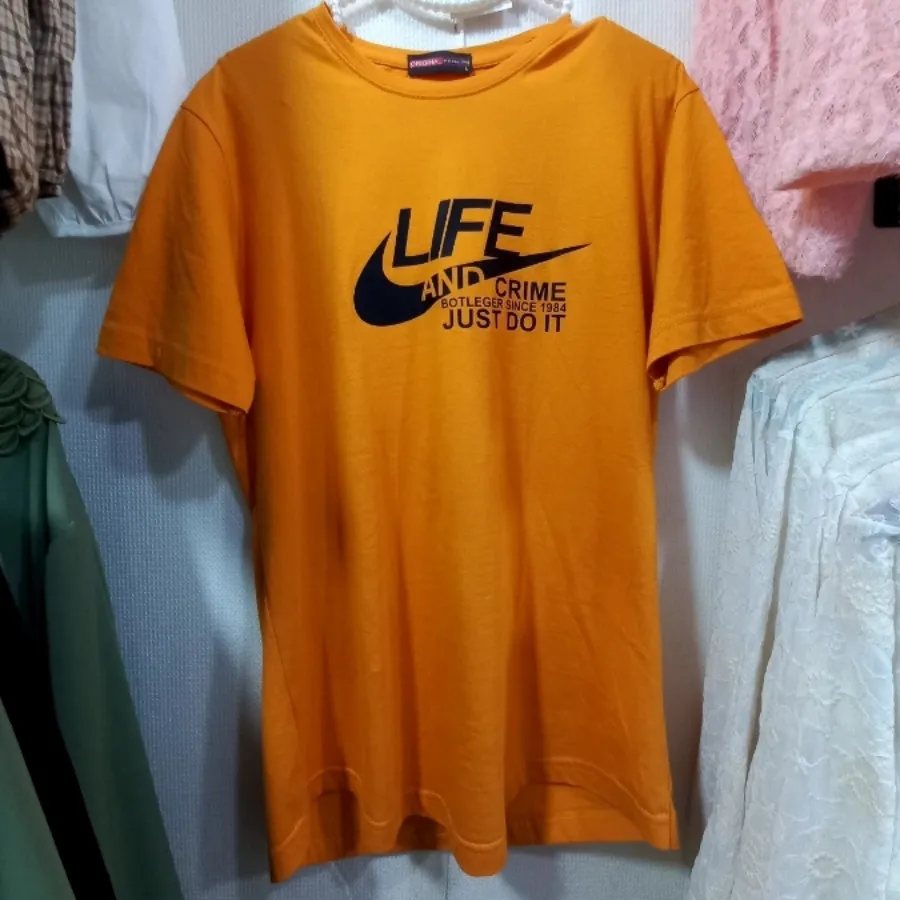 LIFE
AND CRIME
BOTLEGER SINCE 1984
JUST DO IT